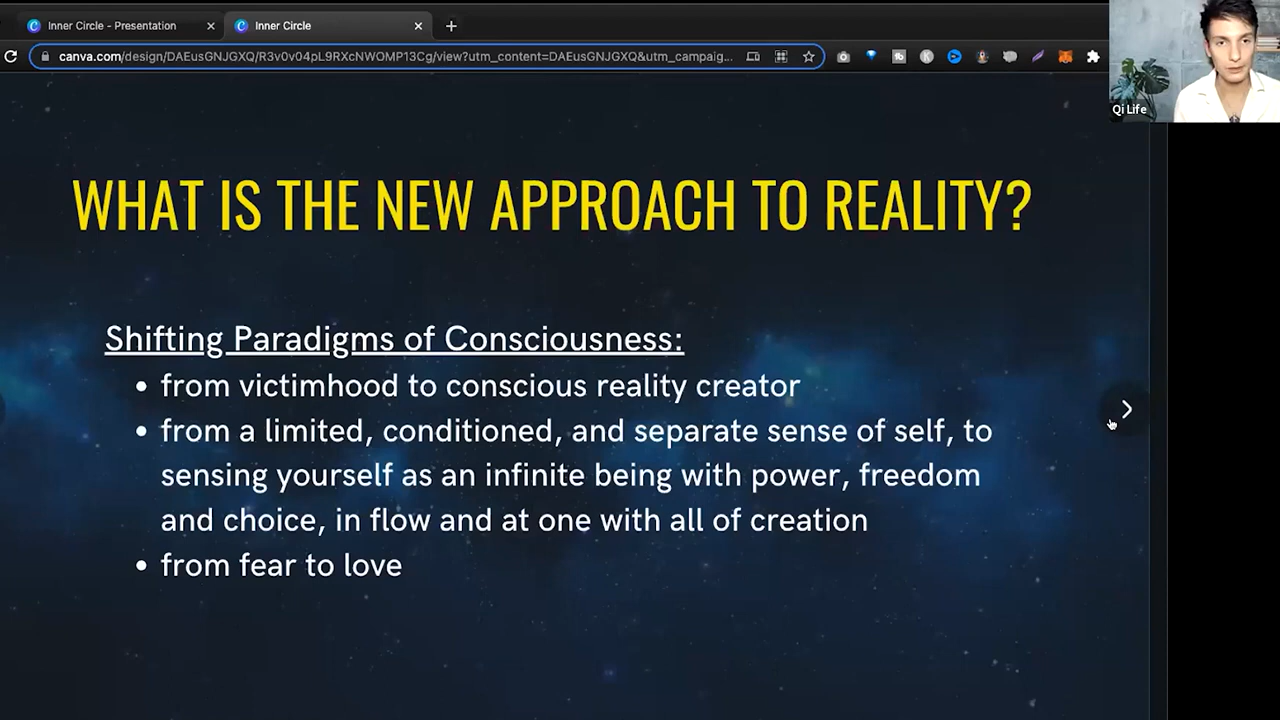 Inner Circle - Presentation
Inner Circle
canva.com/design/DAEusGNJGXQ/R3v0v04pL9RXcNWOMP13Cg/view?utm_content=DAEusGNJGXQ&utm_campaig...
Qi Life
WHAT IS THE NEW APPROACH TO REALITY?
Shifting Paradigms of Consciousness:
• from victimhood to conscious reality creator
• from a limited, conditioned, and separate sense of self, to
sensing yourself as an infinite being with power, freedom
and choice, in flow and at one with all of creation
• from fear to love